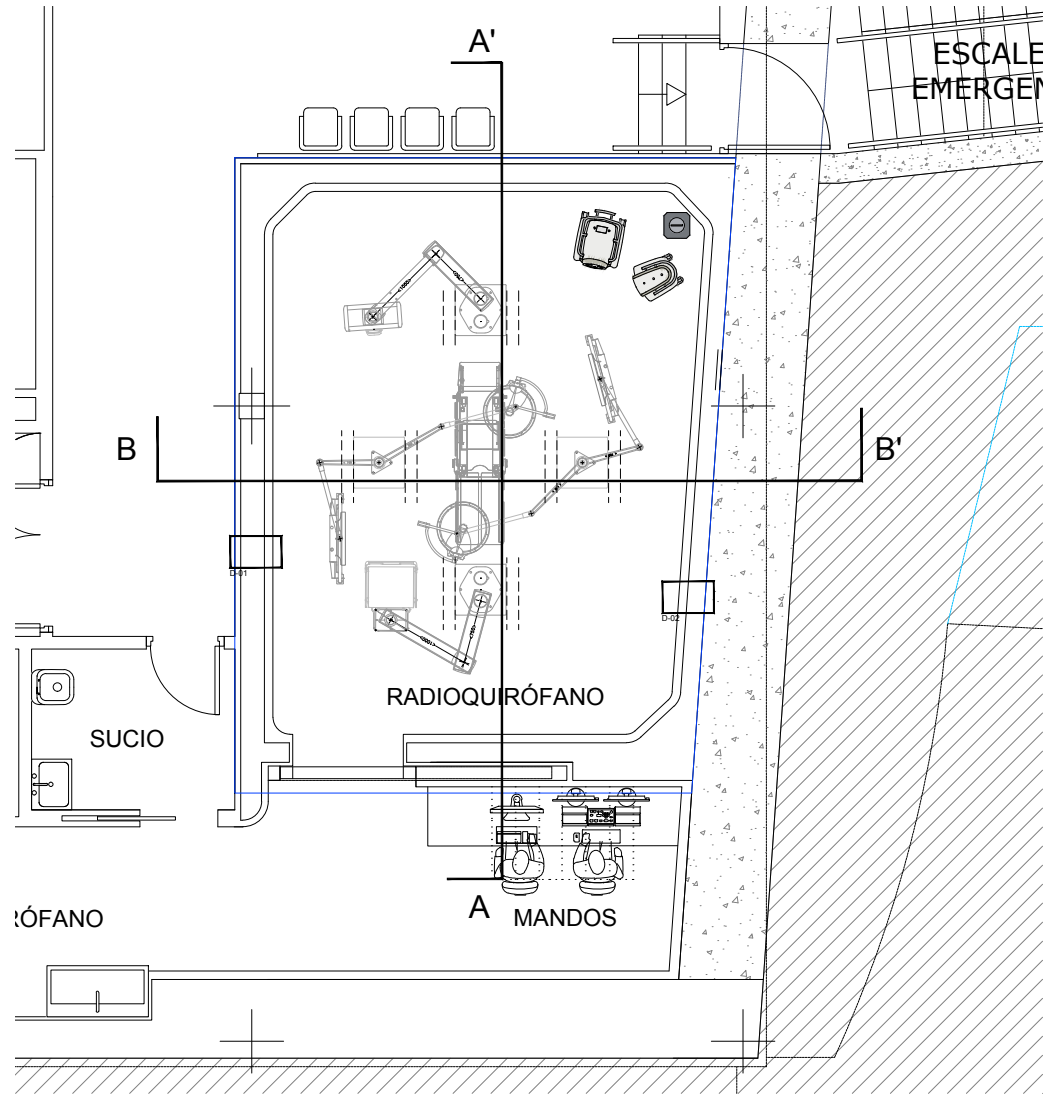 A'
ESCALE
EMERGEN
B
B'
D-01
D-02
RADIOQUIRÓFANO
SUCIO
A
MANDOS
RÓFANO